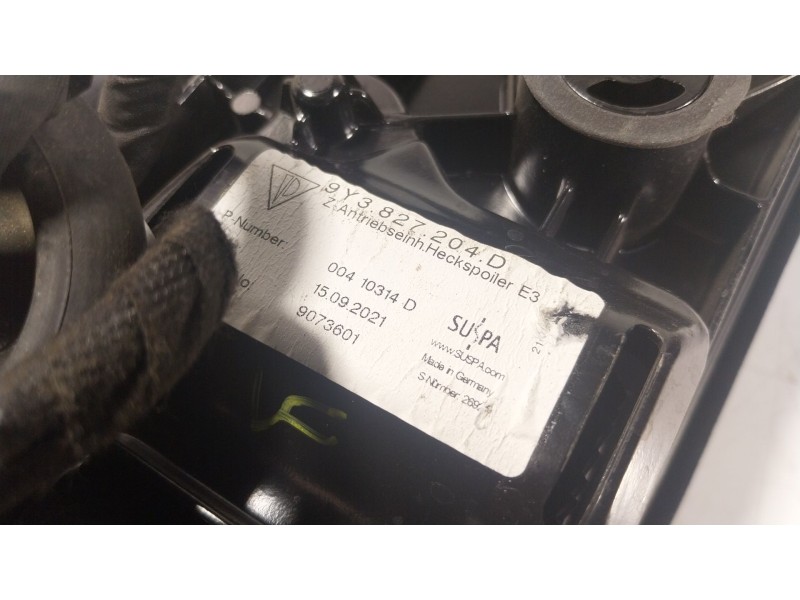 9Y3.827.204.D
Z-Antriebseinh.Heckspoiler E3
P-Number: 004 10314 D
15.09.2021
9073601
SUSPA
www.SUSPA.com
Made in Germany
S-Number